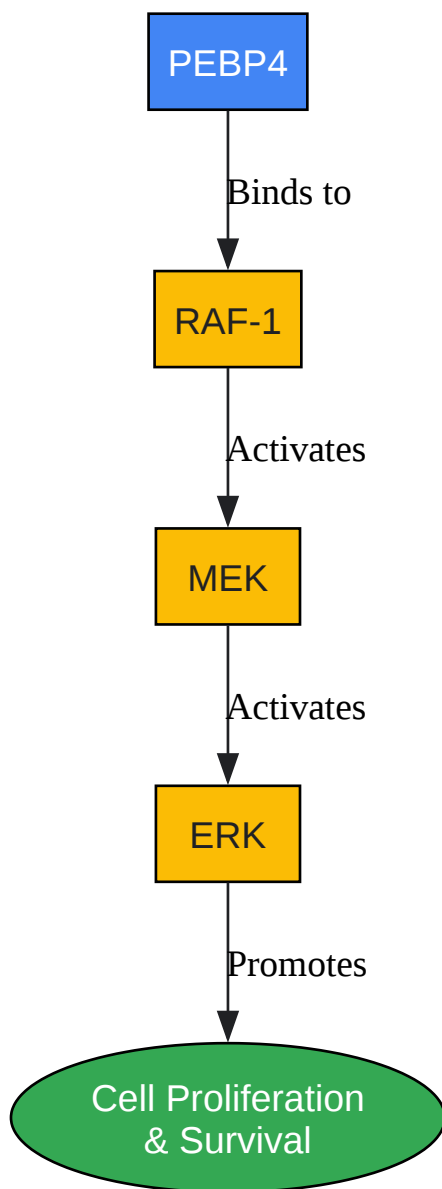 PEBP4
Binds to
RAF-1
Activates
MEK
Activates
ERK
Promotes
Cell Proliferation
& Survival